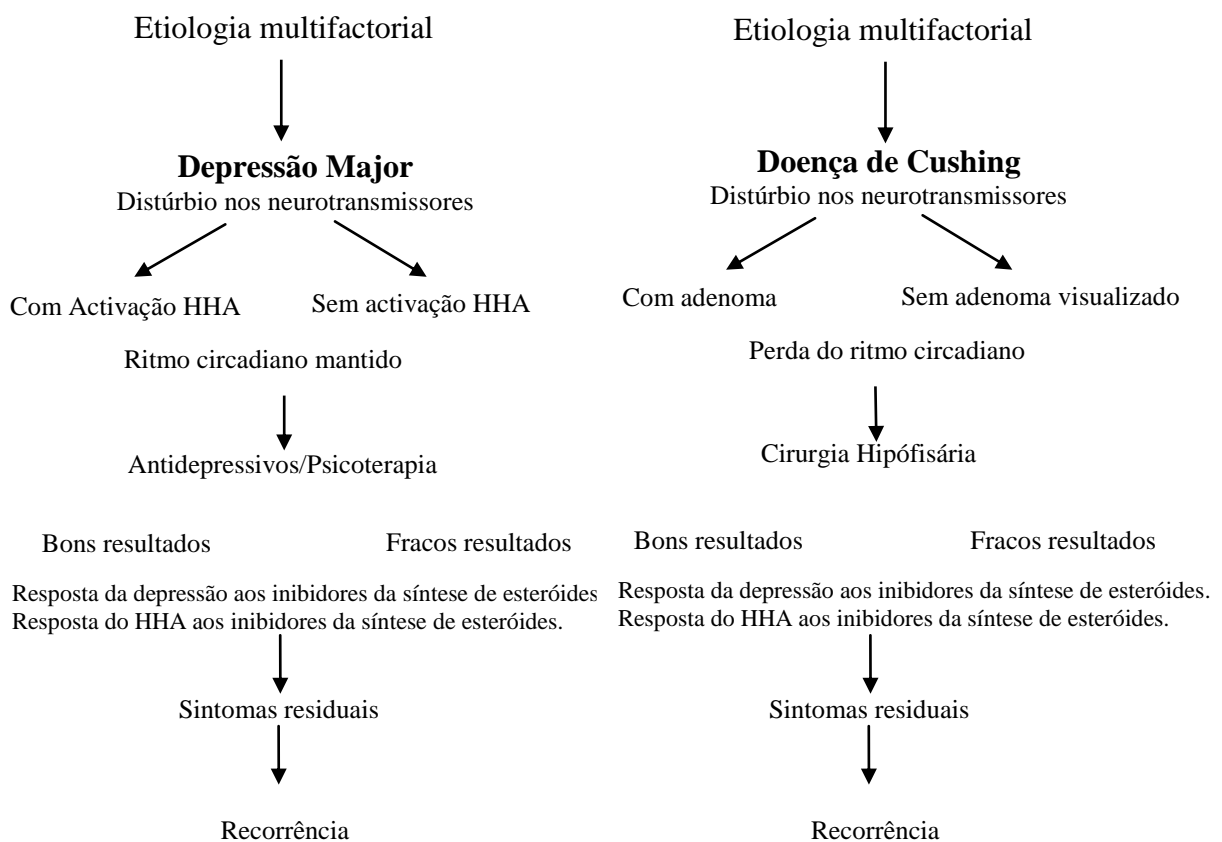 Etiologia multifactorial
Depressão Major
Distúrbio nos neurotransmissores
Com Activação HHA
Sem activação HHA
Ritmo circadiano mantido
Antidepressivos/Psicoterapia
Bons resultados
Fracos resultados
Resposta da depressão aos inibidores da síntese de esteróides
Resposta do HHA aos inibidores da síntese de esteróides.
Sintomas residuais
Recorrência
Etiologia multifactorial
Doença de Cushing
Distúrbio nos neurotransmissores
Com adenoma
Sem adenoma visualizado
Perda do ritmo circadiano
Cirurgia Hipófisária
Bons resultados
Fracos resultados
Resposta da depressão aos inibidores da síntese de esteróides.
Resposta do HHA aos inibidores da síntese de esteróides.
Sintomas residuais
Recorrência